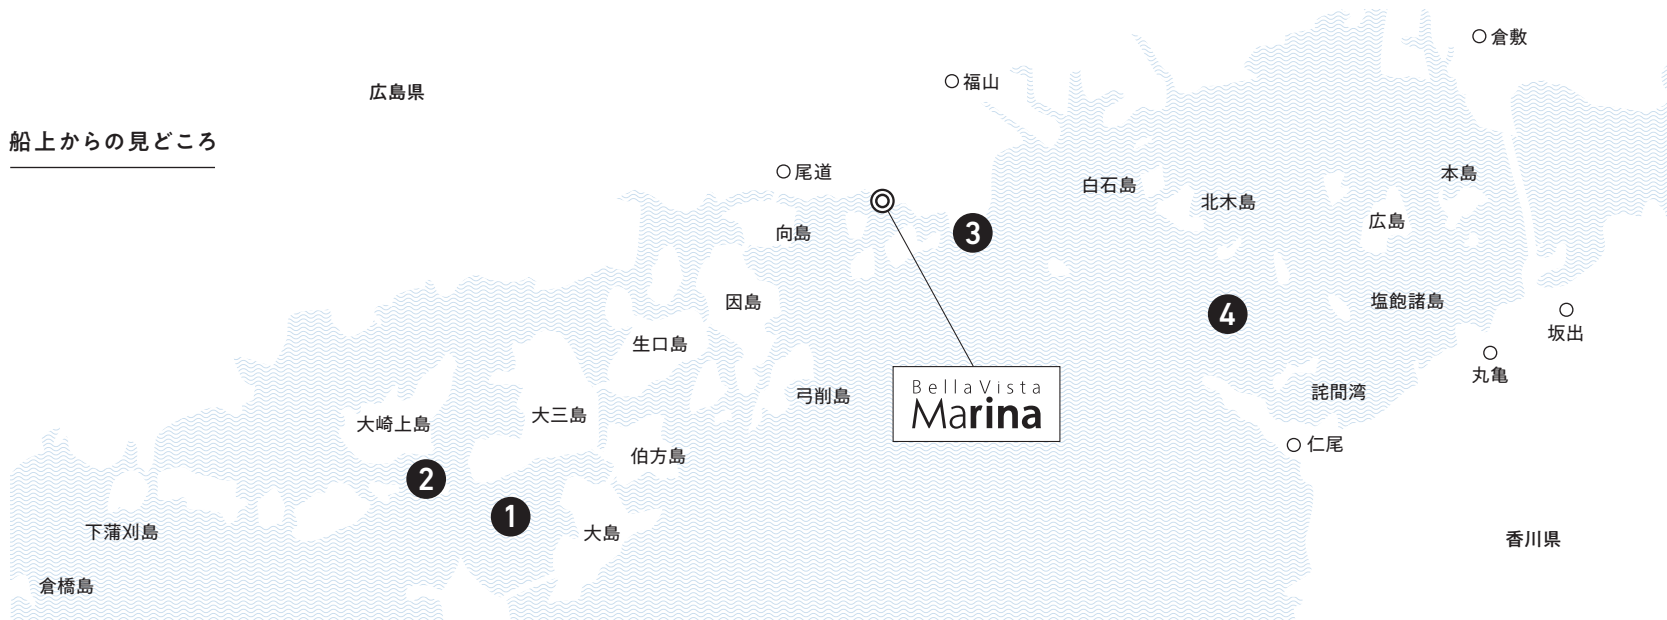 倉敷
福山
広島県
船上からの見どころ
尾道
本島
白石島
北木島
広島
向島
3
因島
塩飽諸島
4
坂出
生口島
丸亀
弓削島
BellaVista
Marina
詫間湾
大三島
大崎上島
仁尾
伯方島
2
1
下蒲刈島
大島
香川県
倉橋島